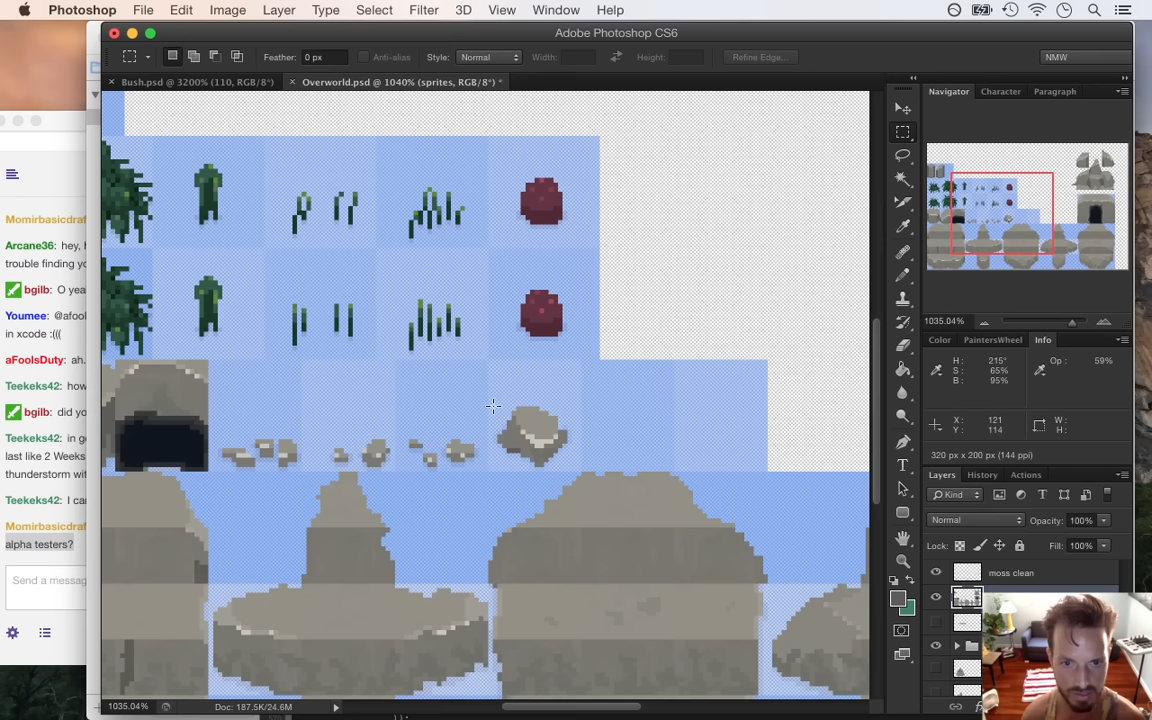 Photoshop File Edit Image Layer Type Select Filter 3D View Window Help
Adobe Photoshop CS6
Feather: 0 px Anti-alias Style: Normal Width: Height: Refine Edge... NMW
Bush.psd @ 3200% (110, RGB/8*) Overworld.psd @ 1040% (sprites, RGB/8*) *
Momirbasicdraf
Arcane36: hey, h
trouble finding yo
bgilb: O yea
Youmee: @afool
in xcode :(((
aFoolsDuty: ah.
Teekeks42: how
bgilb: did yo
Teekeks42: in ge
last like 2 Weeks
thunderstorm wit
Teekeks42: I can
Momirbasicdraf
alpha testers?
Send a message
1035.04% Doc: 187.5K/24.6M
Navigator Character Paragraph
1035.04%
Color PaintersWheel Info
H: 215° Op: 59%
S: 65%
B: 95%
X: 121 W:
Y: 114 H:
320 px x 200 px (144 ppi)
Layers History Actions
Kind
Normal Opacity: 100%
Lock: Fill: 100%
moss clean